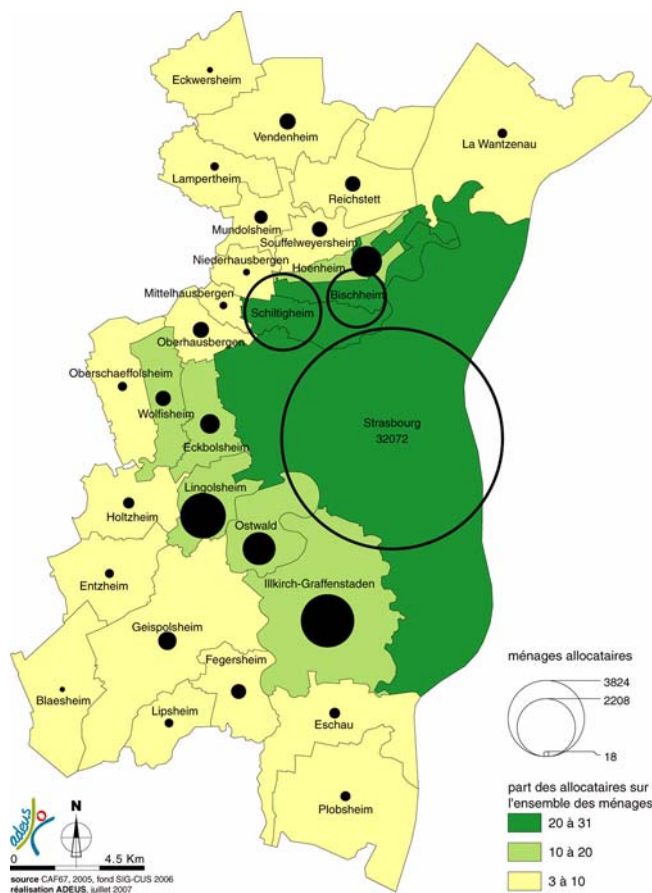 Eckwersheim
Vendenheim
La Wantzenau
Lampertheim
Reichstett
Mundolsheim
Souffelweyersheim
Niederhausbergen
Hoenheim
Mittelhausbergen
Bischheim
Schiltigheim
Oberhausbergen
Oberschaeffolsheim
Wolfisheim
Strasbourg
32072
Eckbolsheim
Lingolsheim
Holtzheim
Ostwald
Entzheim
Illkirch-Graffenstaden
Geispolsheim
Fegersheim
Blaesheim
Lipsheim
Eschau
Plobsheim
ménages allocataires
3824
2208
18
part des allocataires sur
l'ensemble des ménages
20 à 31
10 à 20
3 à 10
adeus
N
0 4.5 Km
source CAF67, 2005, fond SIG-CUS 2006
réalisation ADEUS, juillet 2007